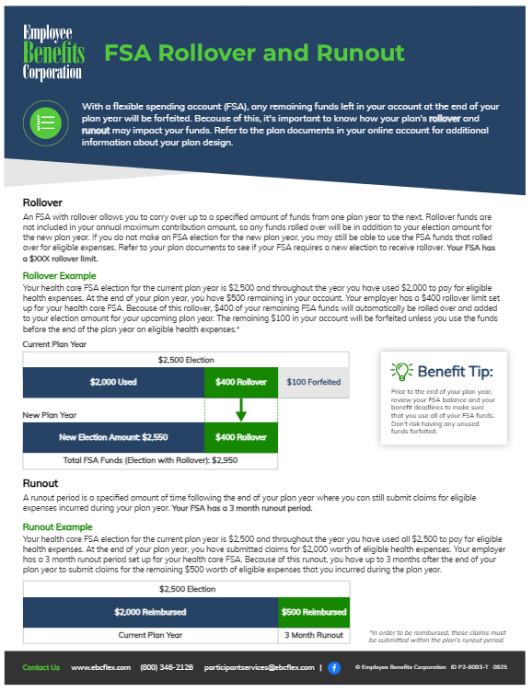 Employee
Benefits
Corporation
FSA Rollover and Runout
With a flexible spending account (FSA), any remaining funds left in your account at the end of your
plan year will be forfeited. Because of this, it's important to know how your plan's rollover and
runout may impact your funds. Refer to the plan documents in your online account for additional
information about your plan design.
Rollover
An FSA with rollover allows you to carry over up to a specified amount of funds from one plan year to the next. Rollover funds are
not included in your annual maximum contribution amount, so any funds rolled over will be in addition to your election amount for
the new plan year. If you do not make an FSA election for the new plan year, you may still be able to use the FSA funds that rolled
over for eligible expenses. Refer to your plan documents to see if your FSA requires a new election to receive rollover. Your FSA has
a $XXX rollover limit.
Rollover Example
Your health care FSA election for the current plan year is $2,500 and throughout the year you have used $2,000 to pay for eligible
health expenses. At the end of your plan year, you have $500 remaining in your account. Your employer has a $400 rollover limit set
up for your health care FSA. Because of this rollover, $400 of your remaining FSA funds will automatically be rolled over and added
to your election amount for your upcoming plan year. The remaining $100 in your account will be forfeited unless you use the funds
before the end of the plan year on eligible health expenses.*
Current Plan Year
$2,500 Election
$2,000 Used
$400 Rollover
$100 Forfeited
New Plan Year
New Election Amount: $2,550
$400 Rollover
Total FSA Funds (Election with Rollover): $2,950
Benefit Tip:
Prior to the end of your plan year,
review your FSA balance and your
benefit deadlines to make sure
that you use all of your FSA funds.
Don't risk having any unused
funds forfeited.
Runout
A runout period is a specified amount of time following the end of your plan year where you can still submit claims for eligible
expenses incurred during your plan year. Your FSA has a 3 month runout period.
Runout Example
Your health care FSA election for the current plan year is $2,500 and throughout the year you have used all $2,500 to pay for eligible
health expenses. At the end of your plan year, you have submitted claims for $2,000 worth of eligible health expenses. Your employer
has a 3 month runout period set up for your health care FSA. Because of this runout, you have up to 3 months after the end of your
plan year to submit claims for the remaining $500 worth of eligible expenses that you incurred during the plan year.
$2,500 Election
$2,000 Reimbursed
$500 Reimbursed
Current Plan Year
3 Month Runout
*In order to be reimbursed, these claims must
be submitted within the plan's runout period.
Contact Us www.ebcflex.com (800) 346-2126 participantservices@ebcflex.com | f
© Employee Benefits Corporation ID P2-8093-T 0925